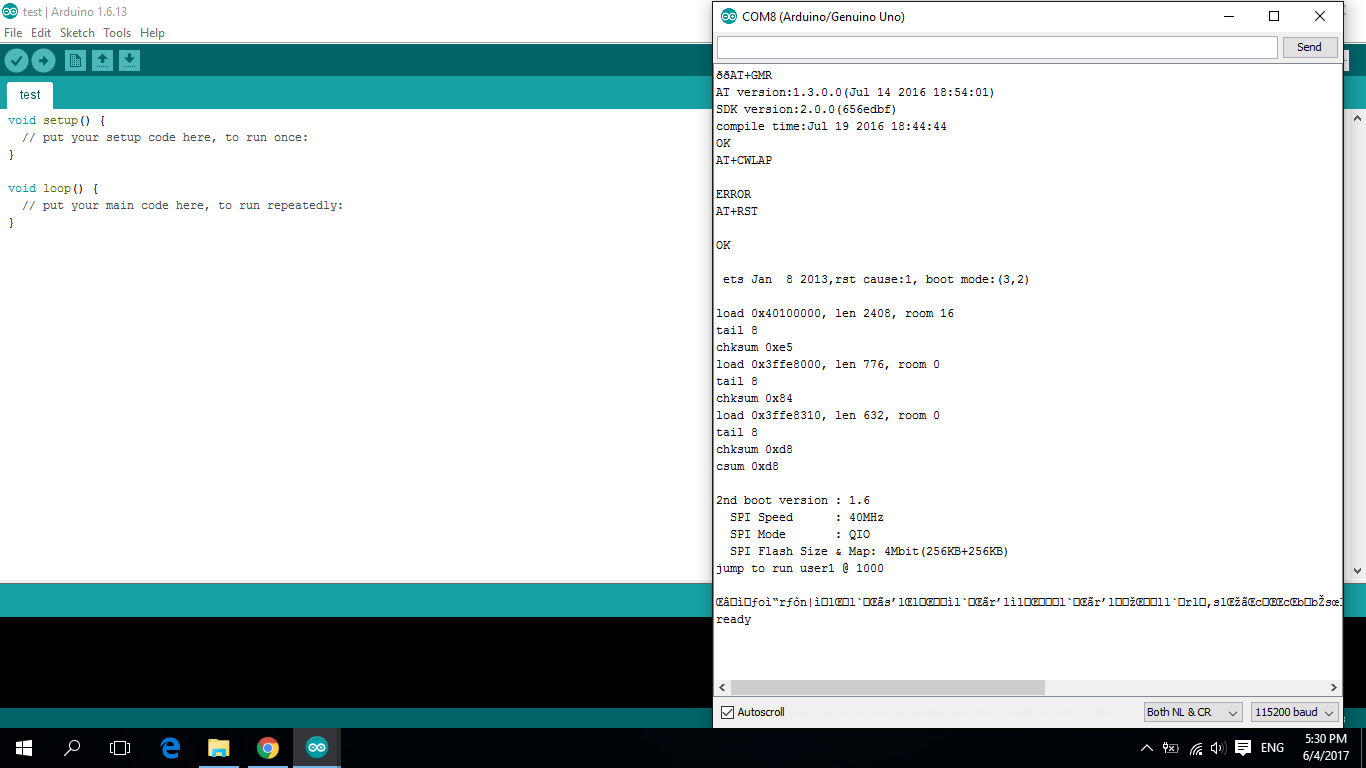 test | Arduino 1.6.13
File Edit Sketch Tools Help
test
void setup() {
// put your setup code here, to run once:
}
void loop() {
// put your main code here, to run repeatedly:
}
COM8 (Arduino/Genuino Uno)
Send
ððAT+GMR
AT version:1.3.0.0(Jul 14 2016 18:54:01)
SDK version:2.0.0(656edbf)
compile time:Jul 19 2016 18:44:44
OK
AT+CWLAP
ERROR
AT+RST
OK
ets Jan  8 2013,rst cause:1, boot mode:(3,2)
load 0x40100000, len 2408, room 16
tail 8
chksum 0xe5
load 0x3ffe8000, len 776, room 0
tail 8
chksum 0x84
load 0x3ffe8310, len 632, room 0
tail 8
chksum 0xd8
csum 0xd8
2nd boot version : 1.6
SPI Speed      : 40MHz
SPI Mode       : QIO
SPI Flash Size & Map: 4Mbit(256KB+256KB)
jump to run user1 @ 1000
ready
Autoscroll
Both NL & CR
115200 baud
ENG
5:30 PM
6/4/2017